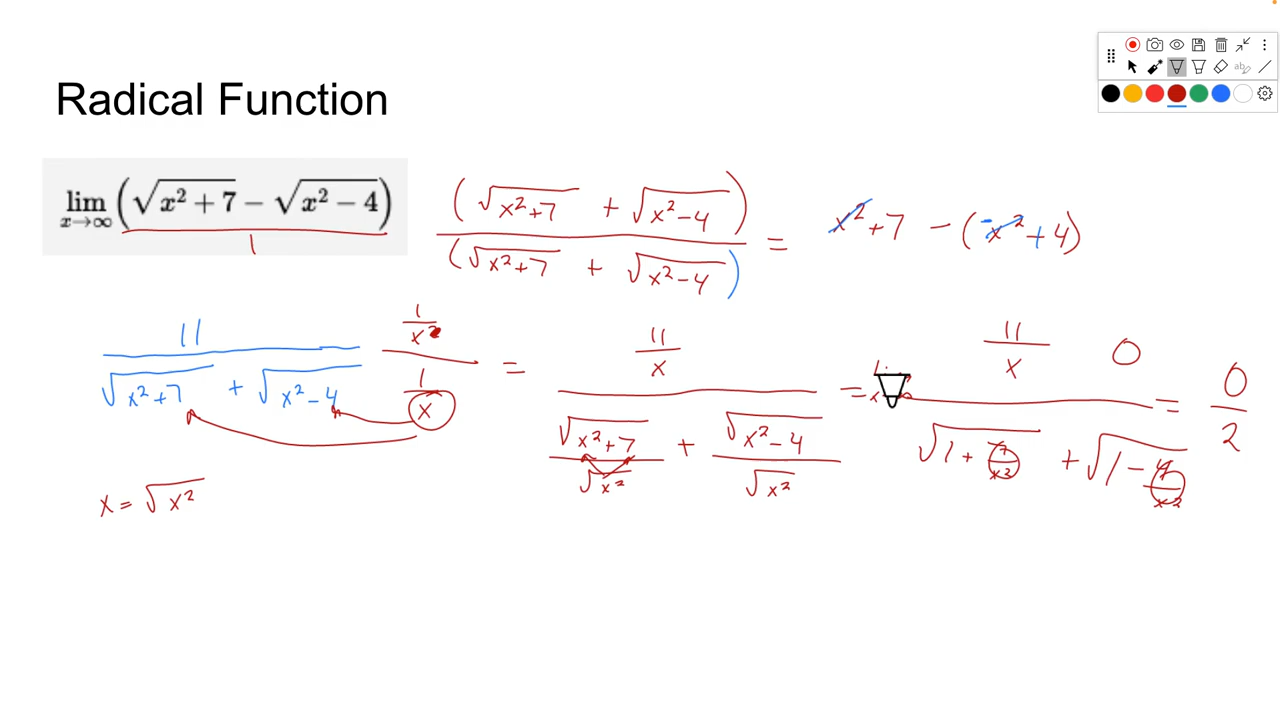 Radical Function
lim x→∞ (√(x² + 7) − √(x² − 4))
1
(√(x²+7) + √(x²−4)) / (√(x²+7) + √(x²−4)) = x²+7 − (−x²+4)
11 / (√(x²+7) + √(x²−4)) (1/x²) / (1/x) = (11/x) / (√(x²+7)/√(x²) + √(x²−4)/√(x²)) = lim x→∞ (11/x) 0 / (√(1+7/x²) + √(1−4/x²)) = 0/2
x = √(x²)
ab